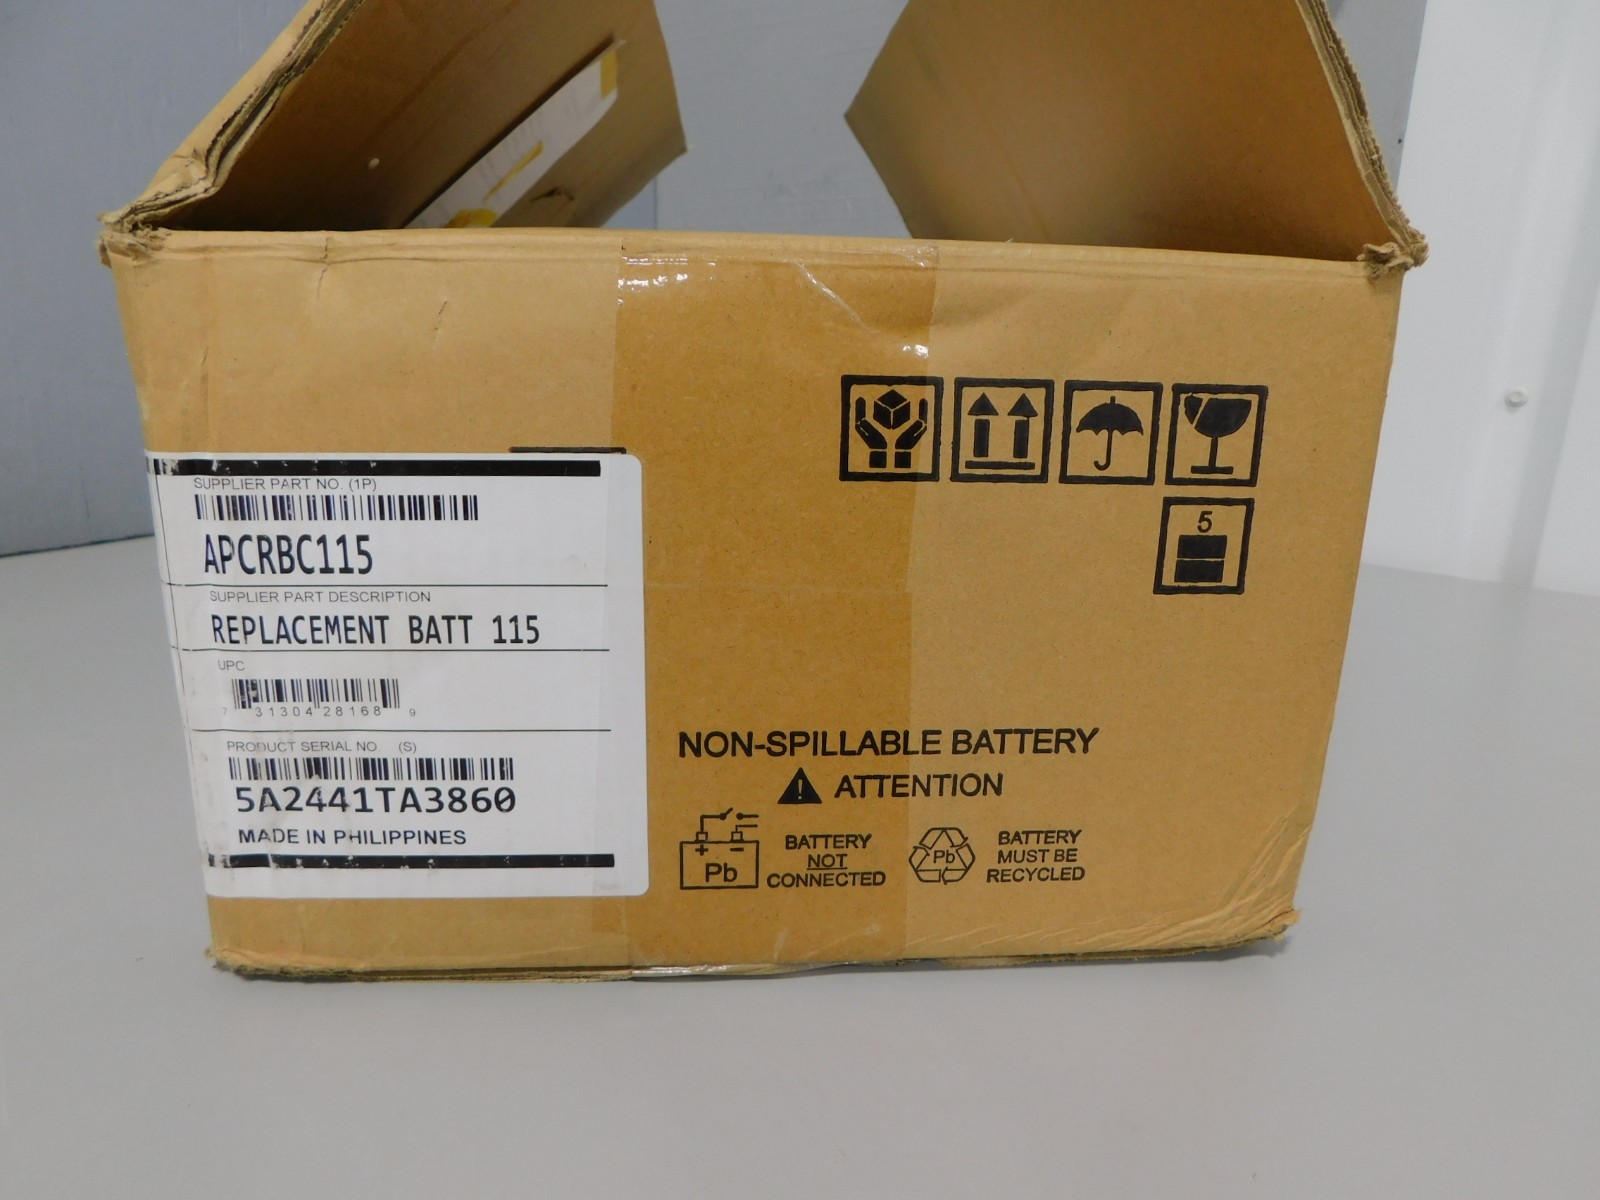 SUPPLIER PART NO. (1P)
APCRBC115
SUPPLIER PART DESCRIPTION
REPLACEMENT BATT 115
UPC
7 31304 28168 9
PRODUCT SERIAL NO. (S)
5A2441TA3860
MADE IN PHILIPPINES
5
NON-SPILLABLE BATTERY
! ATTENTION
+ -
Pb
BATTERY
NOT
CONNECTED
Pb
BATTERY
MUST BE
RECYCLED